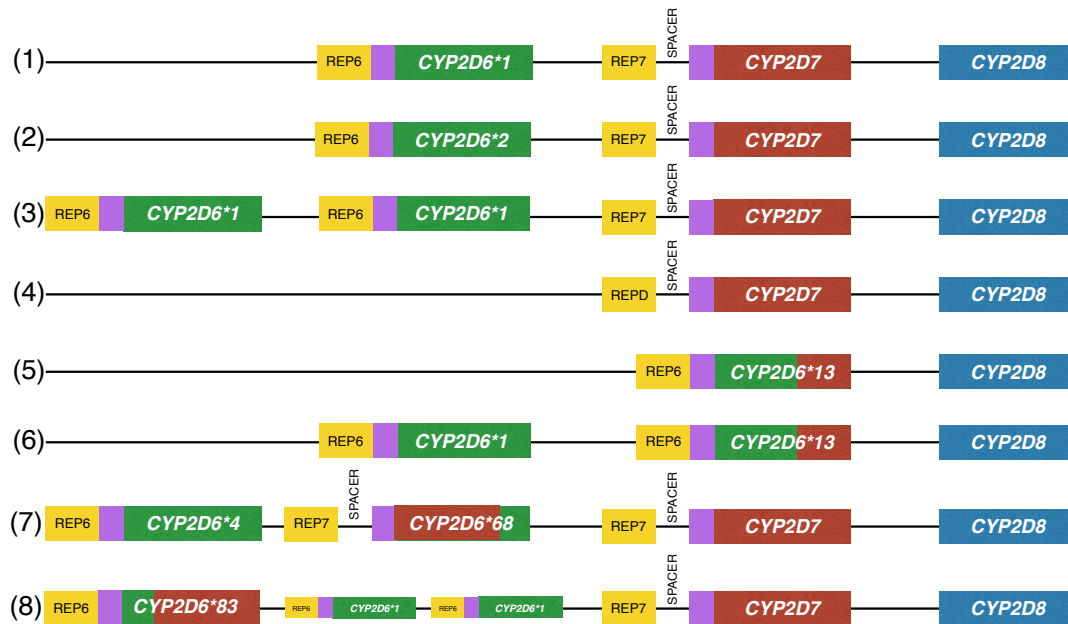 SPACER
(1) REP6 CYP2D6*1 REP7 CYP2D7 CYP2D8
SPACER
(2) REP6 CYP2D6*2 REP7 CYP2D7 CYP2D8
SPACER
(3) REP6 CYP2D6*1 REP6 CYP2D6*1 REP7 CYP2D7 CYP2D8
SPACER
(4) REPD CYP2D7 CYP2D8
(5) REP6 CYP2D6*13 CYP2D8
(6) REP6 CYP2D6*1 REP6 CYP2D6*13 CYP2D8
SPACER SPACER
(7) REP6 CYP2D6*4 REP7 CYP2D6*68 REP7 CYP2D7 CYP2D8
SPACER
(8) REP6 CYP2D6*83 REP6 CYP2D6*1 REP6 CYP2D6*1 REP7 CYP2D7 CYP2D8